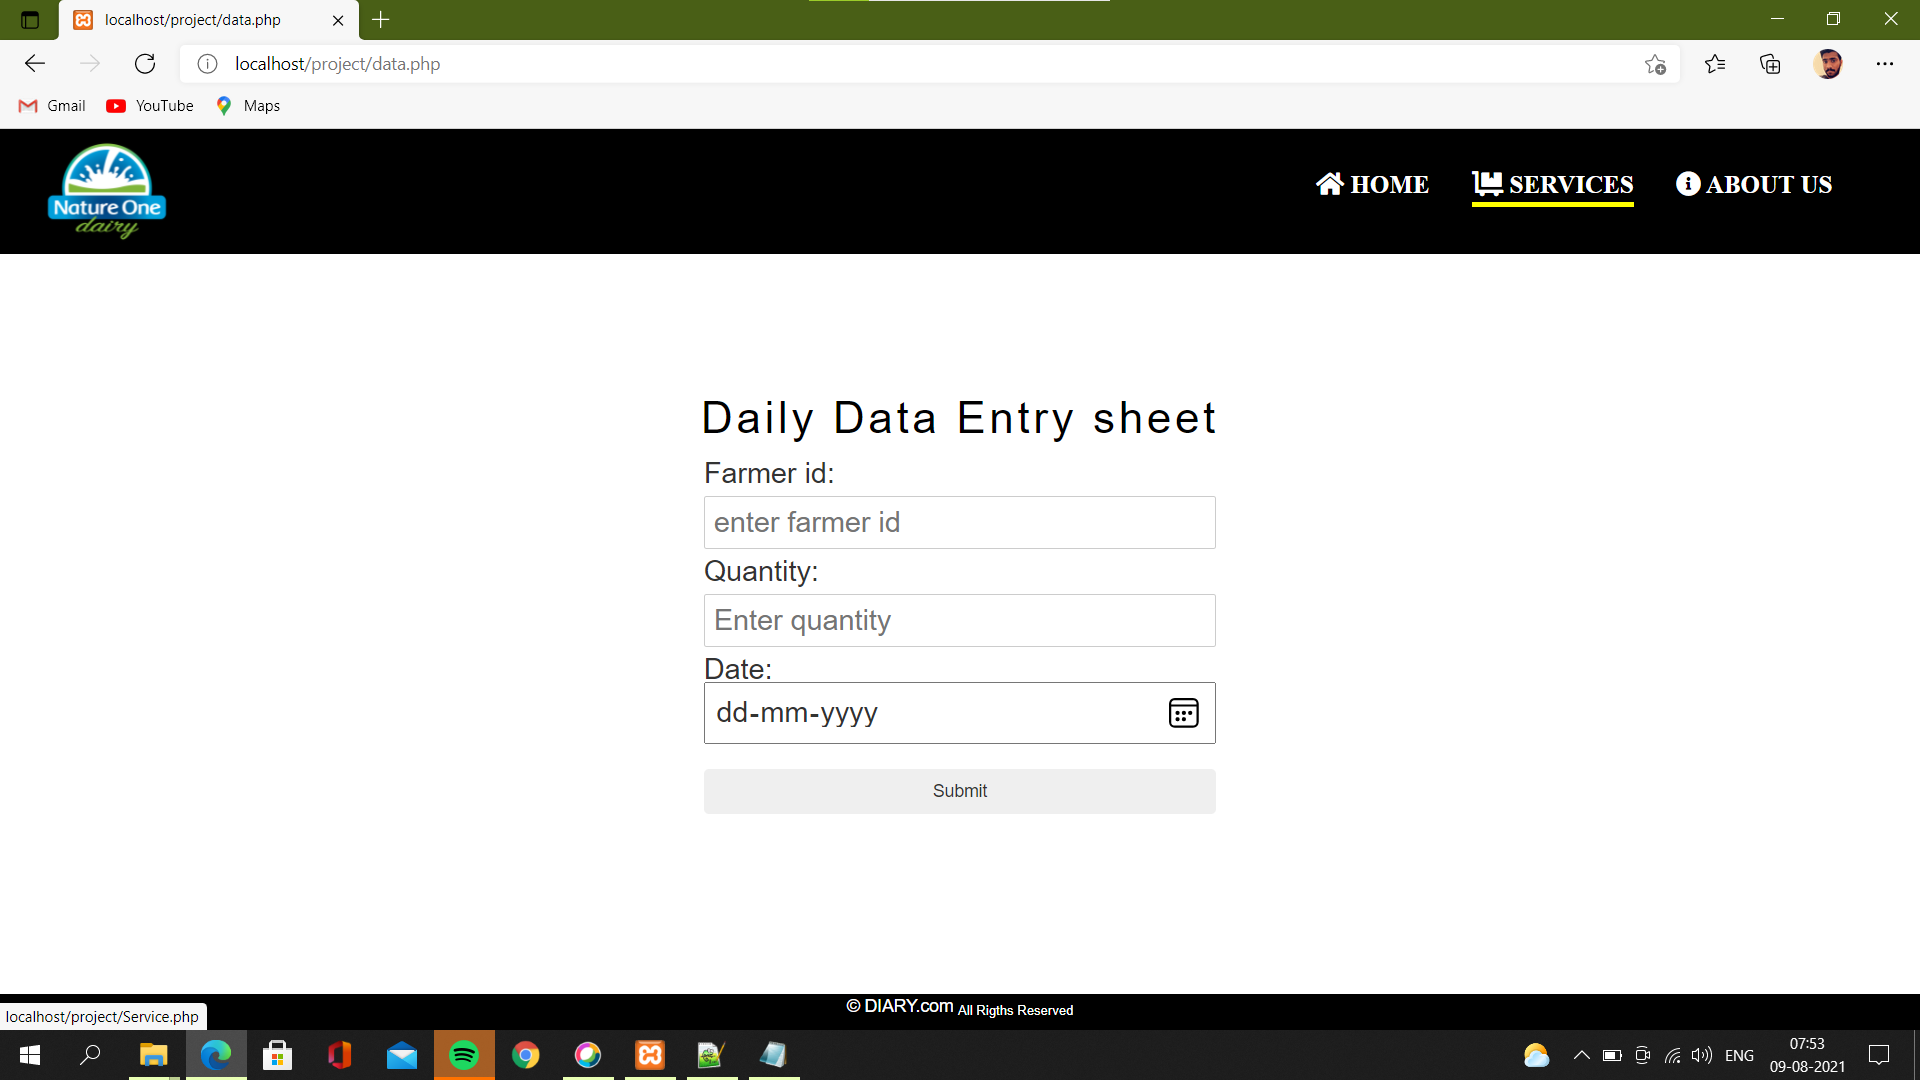 localhost/project/data.php
localhost/project/data.php
Gmail YouTube Maps
Nature One
dairy
HOME SERVICES ABOUT US
Daily Data Entry sheet
Farmer id:
enter farmer id
Quantity:
Enter quantity
Date:
dd-mm-yyyy
Submit
© DIARY.com All Rigths Reserved
localhost/project/Service.php
ENG
07:53
09-08-2021